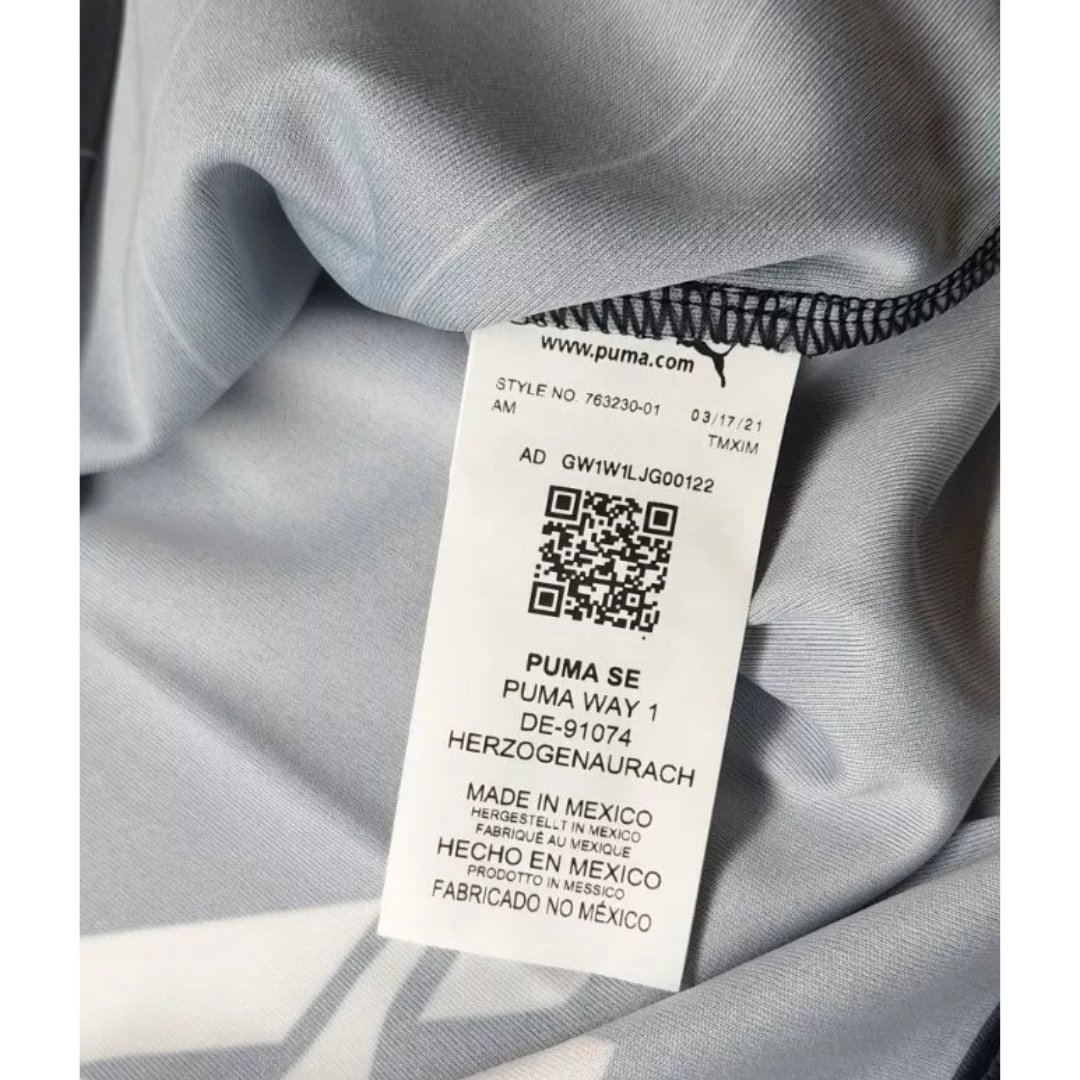 www.puma.com
STYLE NO. 763230-01 03/17/21
AM TMXIM
AD GW1W1LJG00122
PUMA SE
PUMA WAY 1
DE-91074
HERZOGENAURACH
MADE IN MEXICO
HERGESTELLT IN MEXICO
FABRIQUÉ AU MEXIQUE
HECHO EN MEXICO
PRODOTTO IN MESSICO
FABRICADO NO MÉXICO